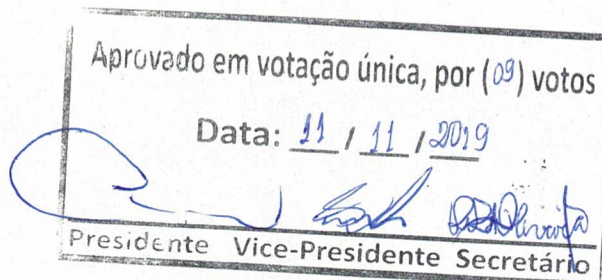 Aprovado em votação única, por (09) votos
Data: 11 / 11 / 2019
Presidente Vice-Presidente Secretário